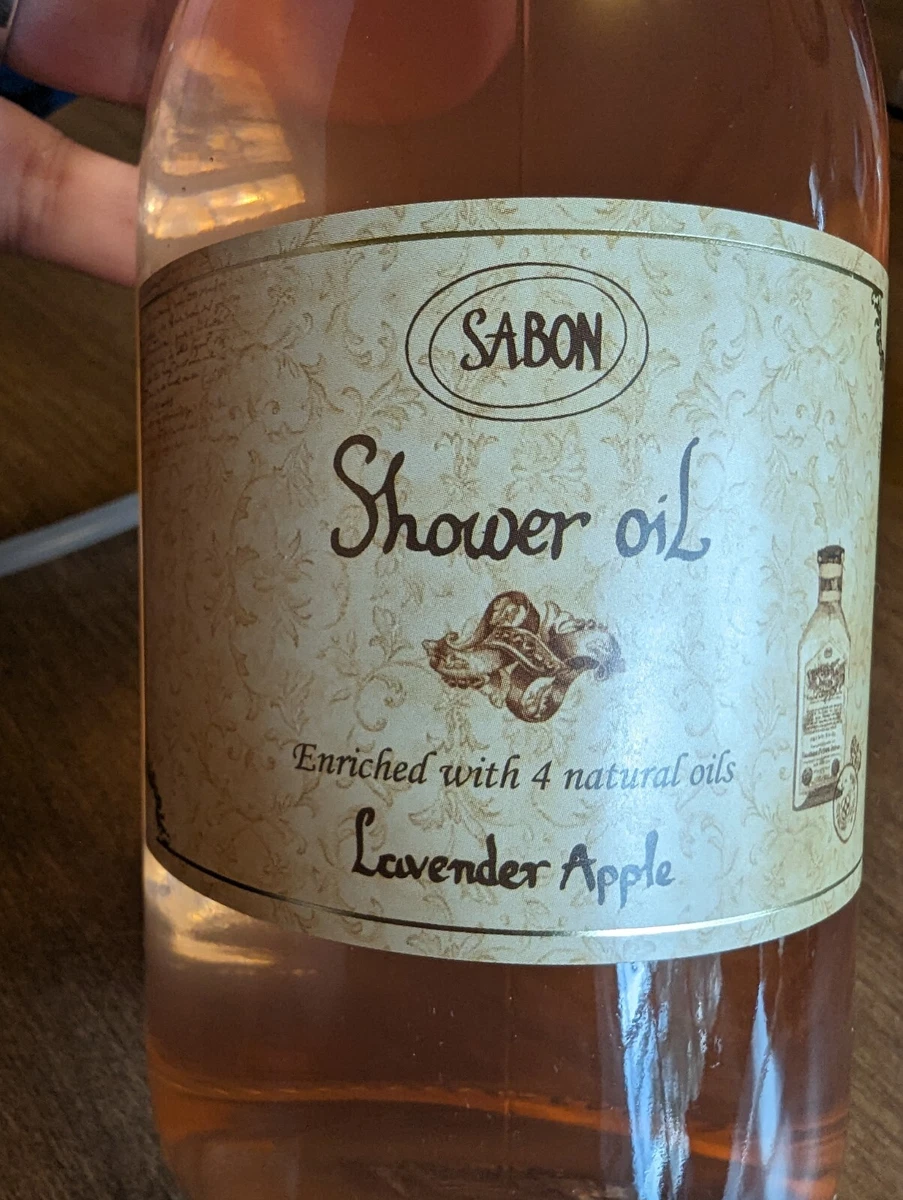 SABON
Shower oil
Enriched with 4 natural oils
Lavender Apple